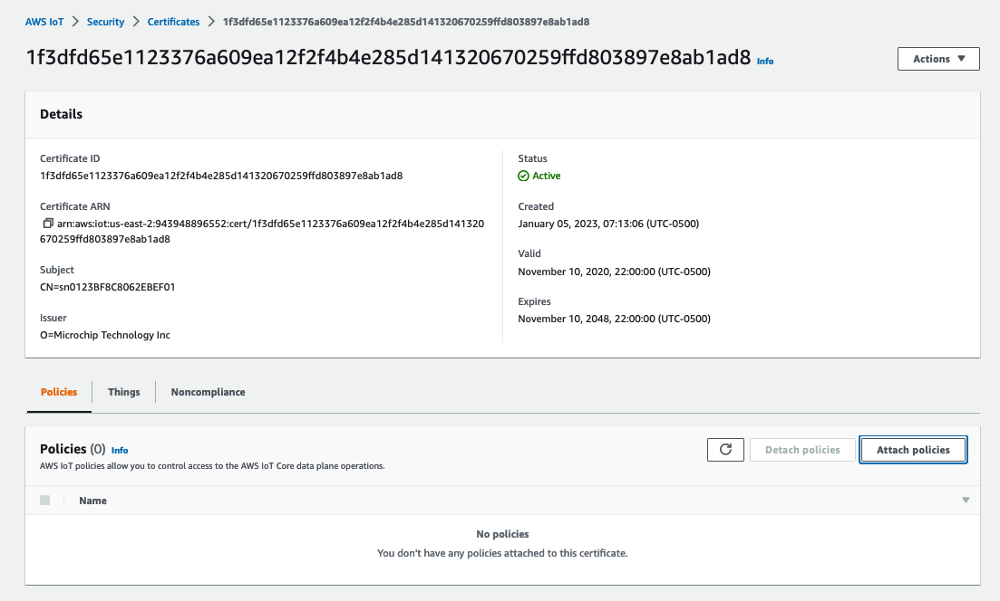 AWS IoT > Security > Certificates > 1f3dfd65e1123376a609ea12f2f4b4e285d141320670259ffd803897e8ab1ad8
1f3dfd65e1123376a609ea12f2f4b4e285d141320670259ffd803897e8ab1ad8 Info
Actions
Details
Certificate ID
1f3dfd65e1123376a609ea12f2f4b4e285d141320670259ffd803897e8ab1ad8
Certificate ARN
arn:aws:iot:us-east-2:943948896552:cert/1f3dfd65e1123376a609ea12f2f4b4e285d141320
670259ffd803897e8ab1ad8
Subject
CN=sn0123BF8C8062EBEF01
Issuer
O=Microchip Technology Inc
Status
Active
Created
January 05, 2023, 07:13:06 (UTC-0500)
Valid
November 10, 2020, 22:00:00 (UTC-0500)
Expires
November 10, 2048, 22:00:00 (UTC-0500)
Policies
Things
Noncompliance
Policies (0) Info
AWS IoT policies allow you to control access to the AWS IoT Core data plane operations.
Detach policies
Attach policies
Name
No policies
You don't have any policies attached to this certificate.